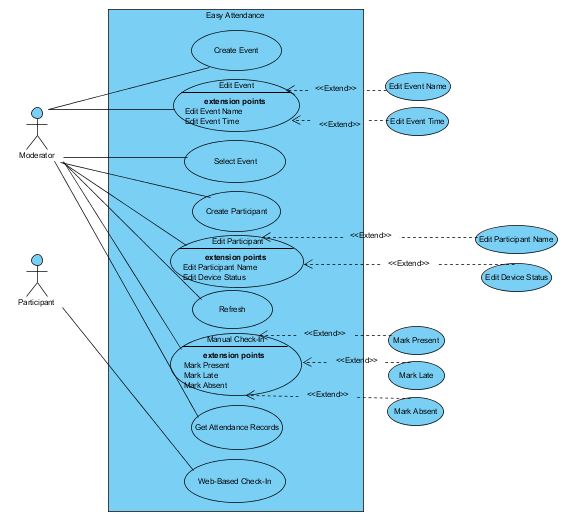 Easy Attendance
Create Event
Edit Event
extension points
Edit Event Name
Edit Event Time
<<Extend>>
Edit Event Name
<<Extend>>
Edit Event Time
Moderator
Select Event
Create Participant
Edit Participant
extension points
Edit Participant Name
Edit Device Status
<<Extend>>
Edit Participant Name
<<Extend>>
Edit Device Status
Participant
Refresh
Manual Check-In
extension points
Mark Present
Mark Late
Mark Absent
<<Extend>>
Mark Present
<<Extend>>
Mark Late
<<Extend>>
Mark Absent
Get Attendance Records
Web-Based Check-In